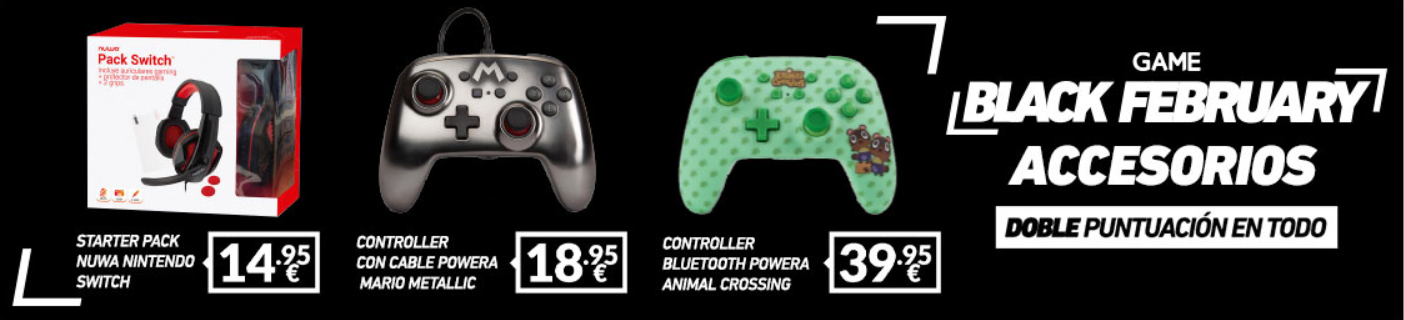 nuwa
Pack Switch
Incluye auriculares gaming
+ protector de pantalla
+ 2 grips.
M
GAME
BLACK FEBRUARY
ACCESORIOS
DOBLE PUNTUACIÓN EN TODO
STARTER PACK
NUWA NINTENDO
SWITCH
14.95€
CONTROLLER
CON CABLE POWERA
MARIO METALLIC
18.95€
CONTROLLER
BLUETOOTH POWERA
ANIMAL CROSSING
39.95€